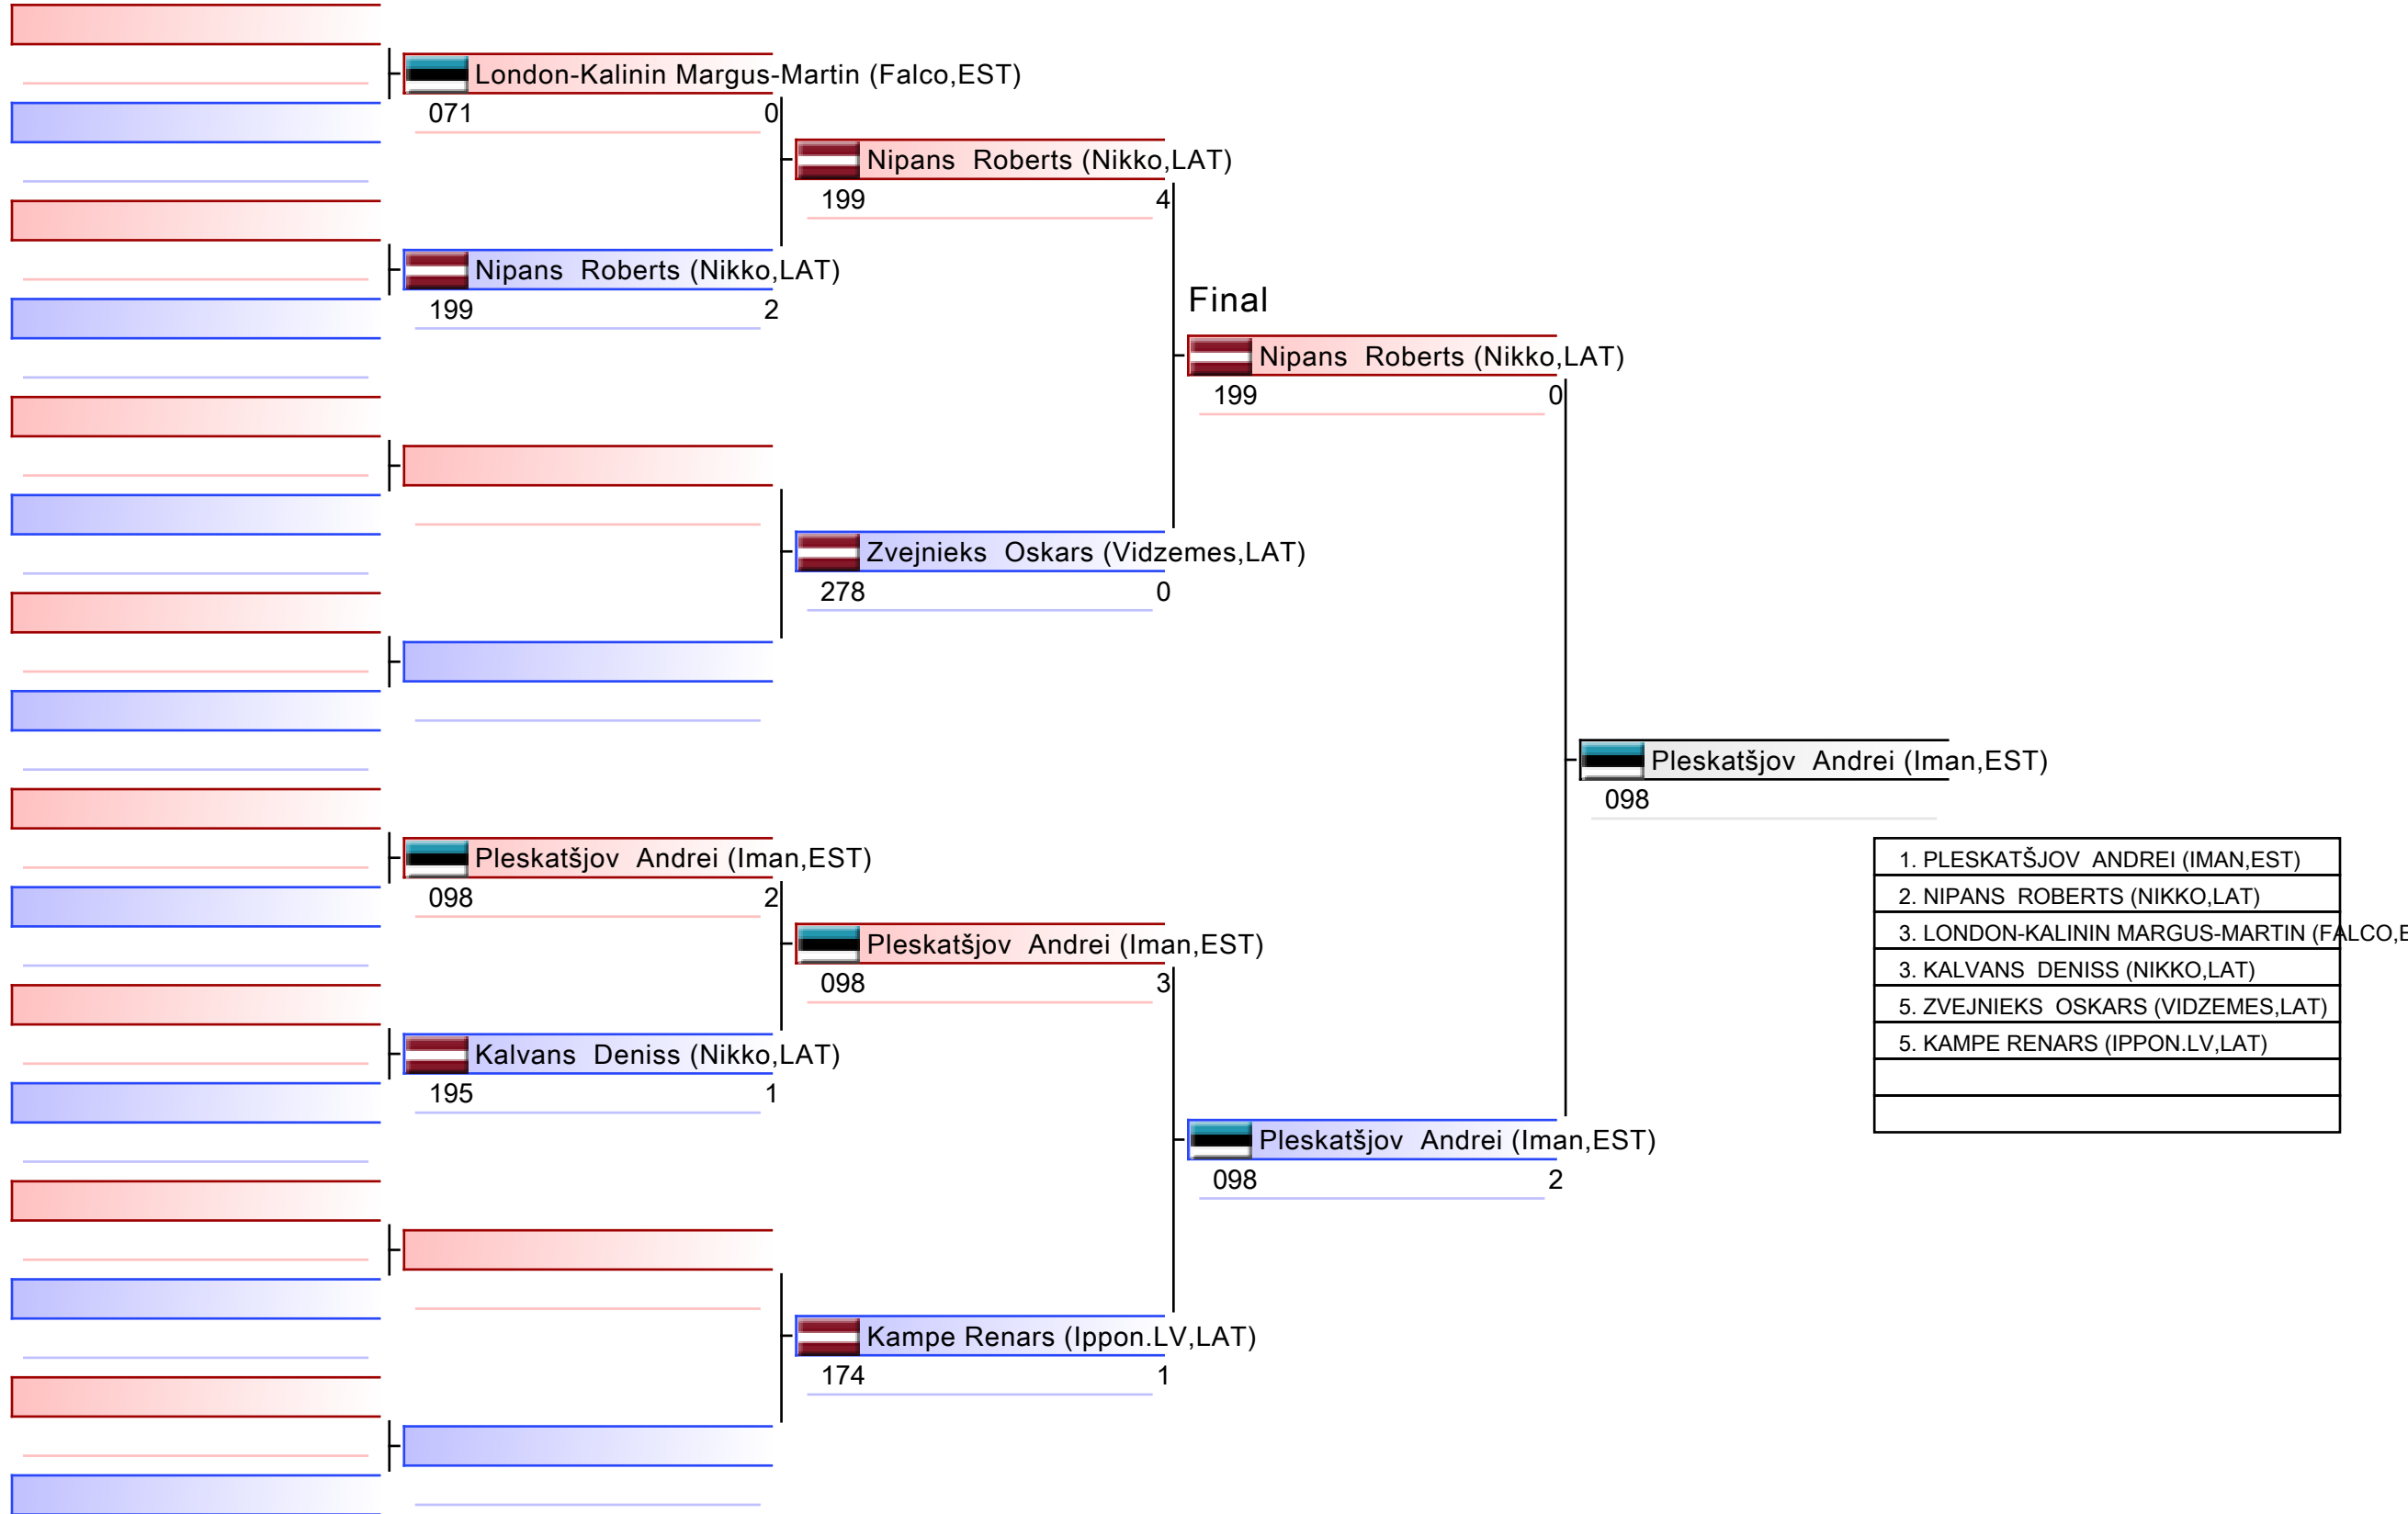 London-Kalinin Margus-Martin (Falco,EST)
071 0
Nipans Roberts (Nikko,LAT)
199 4
Nipans Roberts (Nikko,LAT)
199 2
Final
Nipans Roberts (Nikko,LAT)
199 0
Zvejnieks Oskars (Vidzemes,LAT)
278 0
Pleskatšjov Andrei (Iman,EST)
098
Pleskatšjov Andrei (Iman,EST)
098 2
Pleskatšjov Andrei (Iman,EST)
098 3
Kalvans Deniss (Nikko,LAT)
195 1
Pleskatšjov Andrei (Iman,EST)
098 2
Kampe Renars (Ippon.LV,LAT)
174 1
1. PLESKATŠJOV ANDREI (IMAN,EST)
2. NIPANS ROBERTS (NIKKO,LAT)
3. LONDON-KALININ MARGUS-MARTIN (FALCO,E
3. KALVANS DENISS (NIKKO,LAT)
5. ZVEJNIEKS OSKARS (VIDZEMES,LAT)
5. KAMPE RENARS (IPPON.LV,LAT)